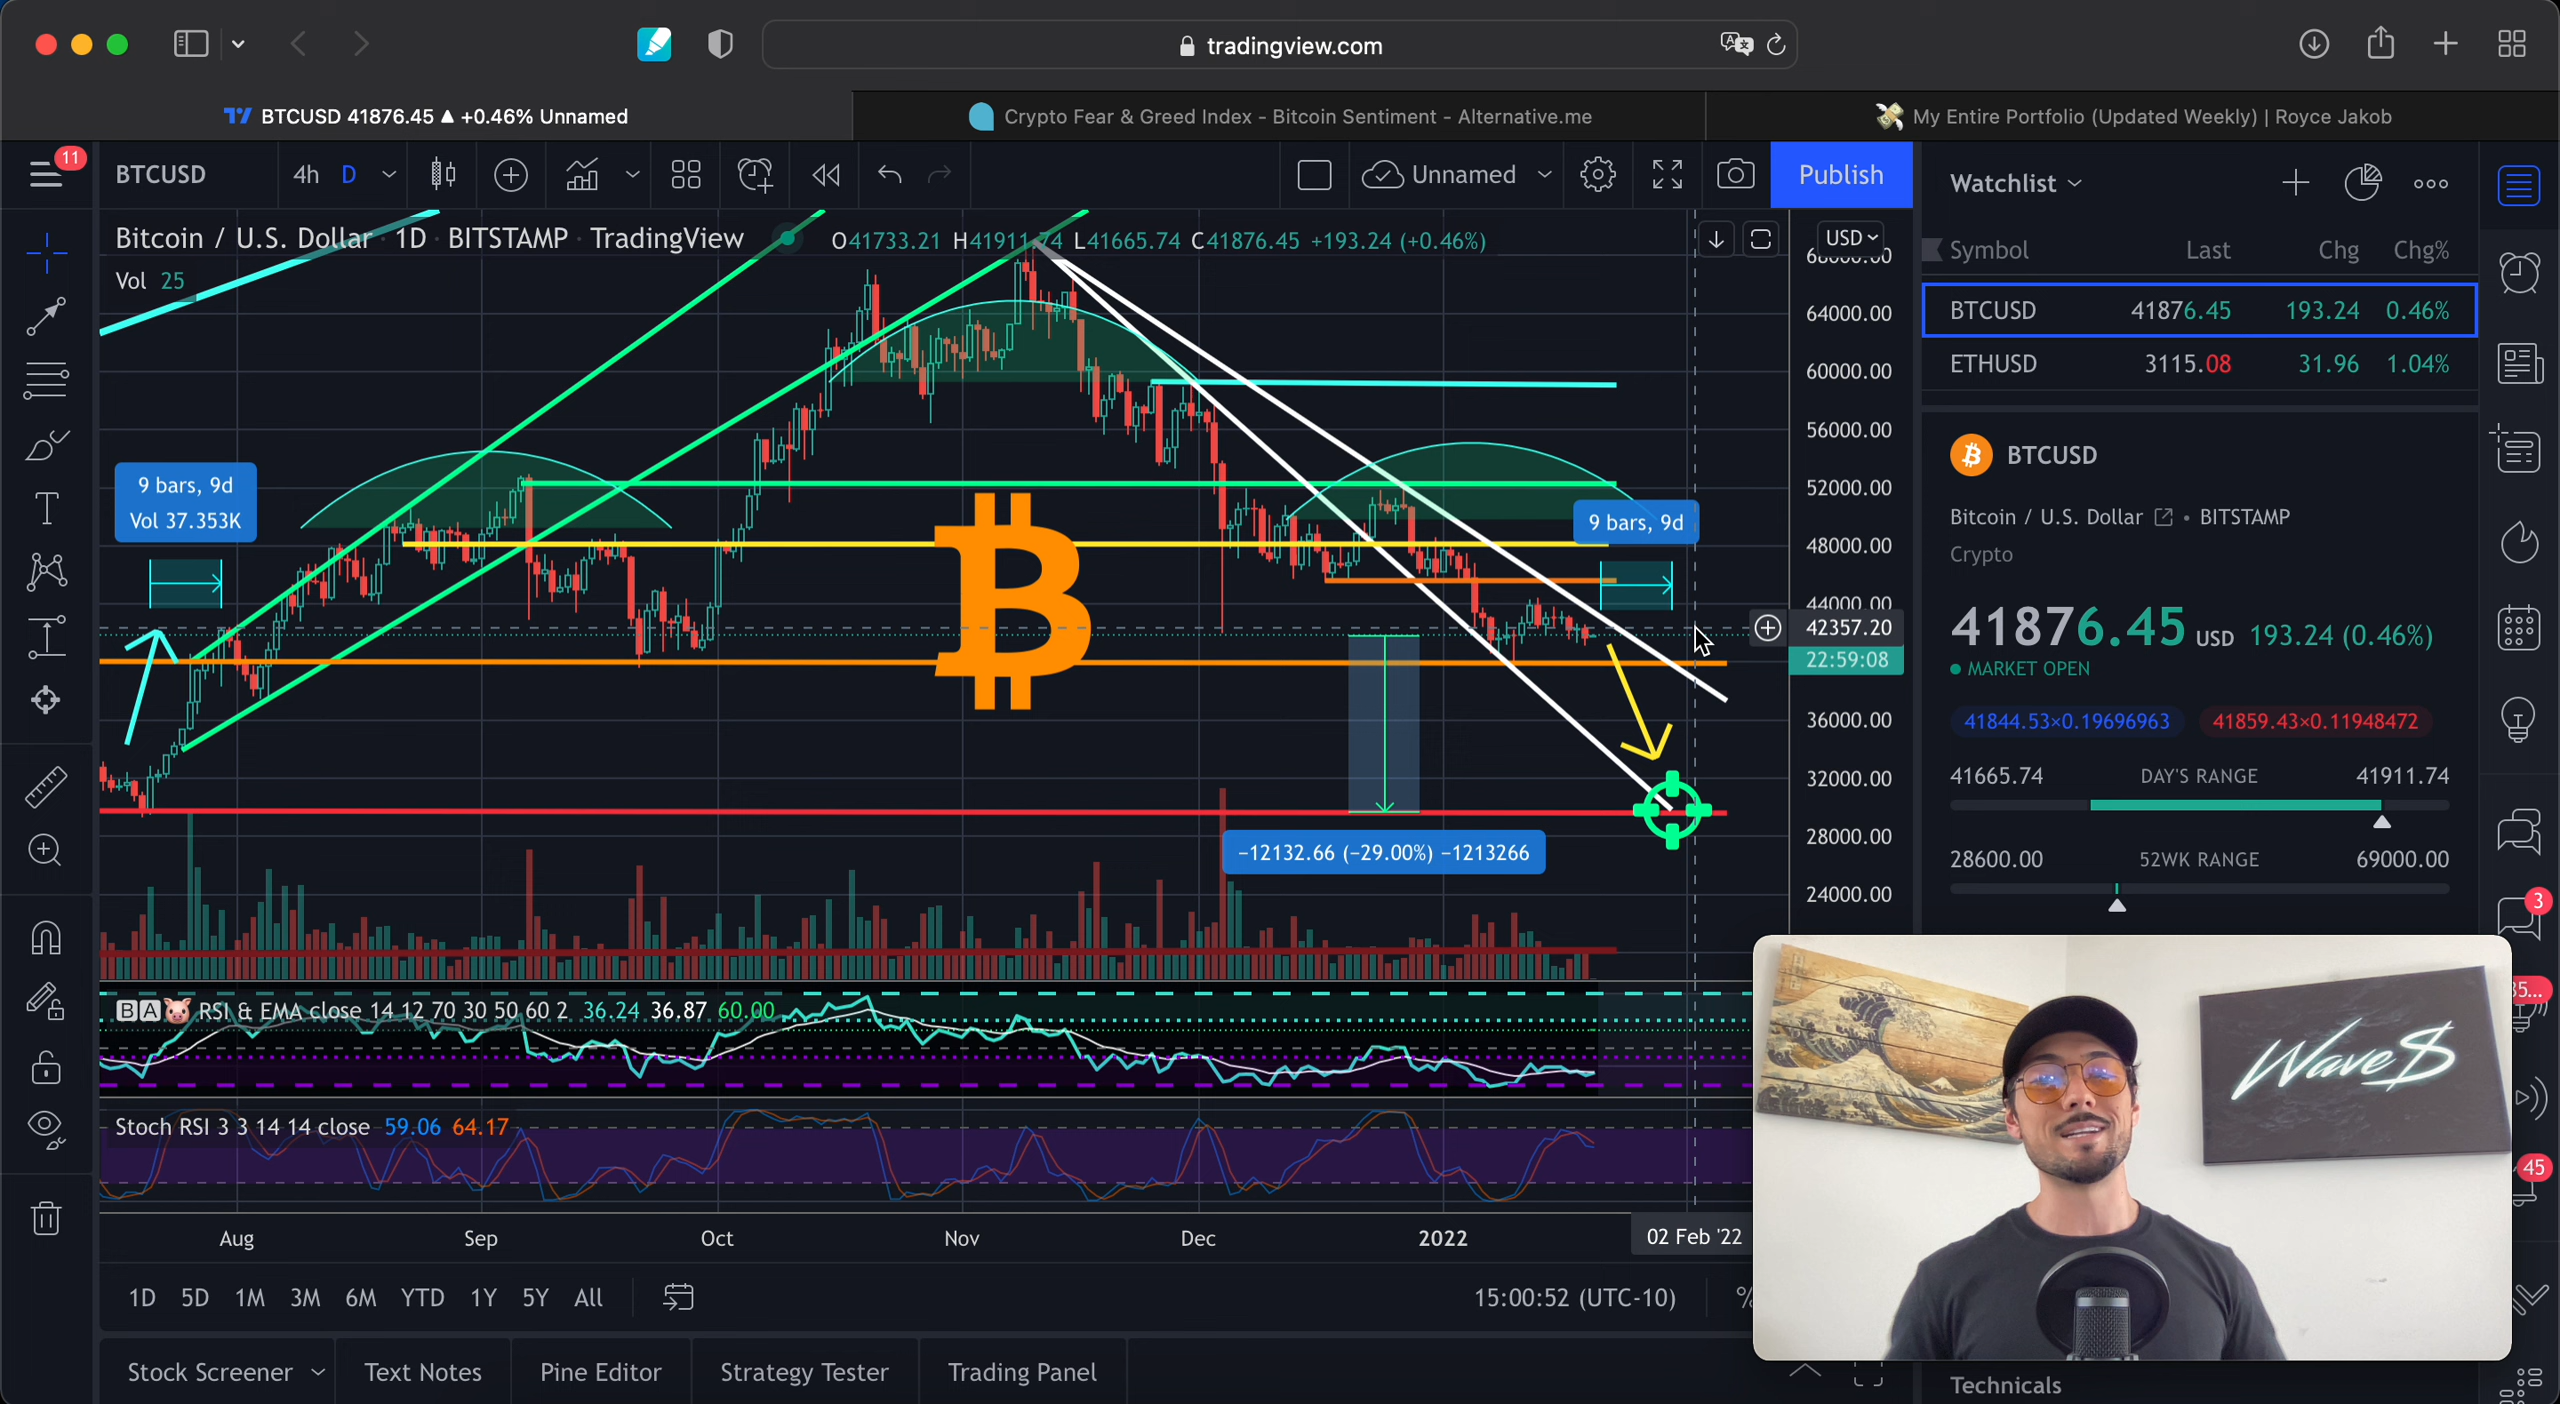 tradingview.com
BTCUSD 41876.45 ▲ +0.46% Unnamed
Crypto Fear & Greed Index - Bitcoin Sentiment - Alternative.me
My Entire Portfolio (Updated Weekly) | Royce Jakob
11
BTCUSD
4h D
Unnamed
Publish
Watchlist
Bitcoin / U.S. Dollar · 1D · BITSTAMP · TradingView
O41733.21 H41911.74 L41665.74 C41876.45 +193.24 (+0.46%)
USD
Vol 25
Symbol Last Chg Chg%
BTCUSD 41876.45 193.24 0.46%
ETHUSD 3115.08 31.96 1.04%
64000.00
60000.00
56000.00
52000.00
48000.00
44000.00
42357.20
22:59:08
36000.00
32000.00
28000.00
24000.00
9 bars, 9d
Vol 37.353K
9 bars, 9d
−12132.66 (−29.00%) −1213266
BTCUSD
Bitcoin / U.S. Dollar • BITSTAMP
Crypto
41876.45 USD 193.24 (0.46%)
MARKET OPEN
41844.53×0.19696963 41859.43×0.11948472
41665.74 DAY'S RANGE 41911.74
28600.00 52WK RANGE 69000.00
3
35...
45
BA RSI & EMA close 14 12 70 30 50 60 2 36.24 36.87 60.00
Stoch RSI 3 3 14 14 close 59.06 64.17
Wave$
Aug Sep Oct Nov Dec 2022 02 Feb '22
1D 5D 1M 3M 6M YTD 1Y 5Y All
15:00:52 (UTC-10) %
Stock Screener Text Notes Pine Editor Strategy Tester Trading Panel
Technicals